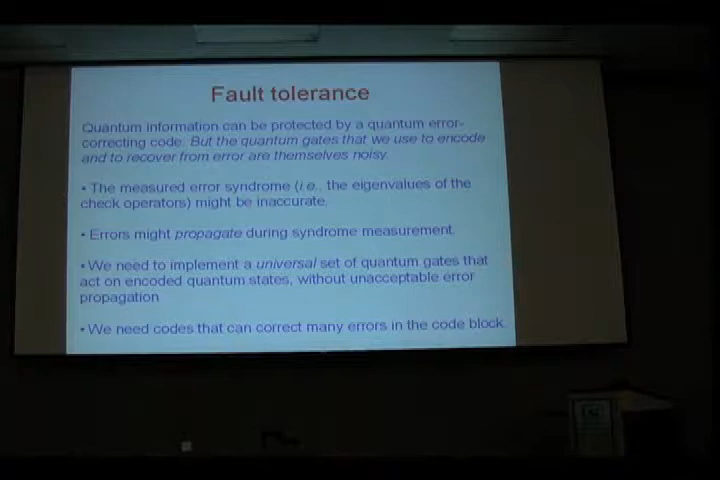 Fault tolerance
Quantum information can be protected by a quantum error-
correcting code. But the quantum gates that we use to encode
and to recover from error are themselves noisy.
• The measured error syndrome (i.e., the eigenvalues of the
check operators) might be inaccurate.
• Errors might propagate during syndrome measurement.
• We need to implement a universal set of quantum gates that
act on encoded quantum states, without unacceptable error
propagation
• We need codes that can correct many errors in the code block.